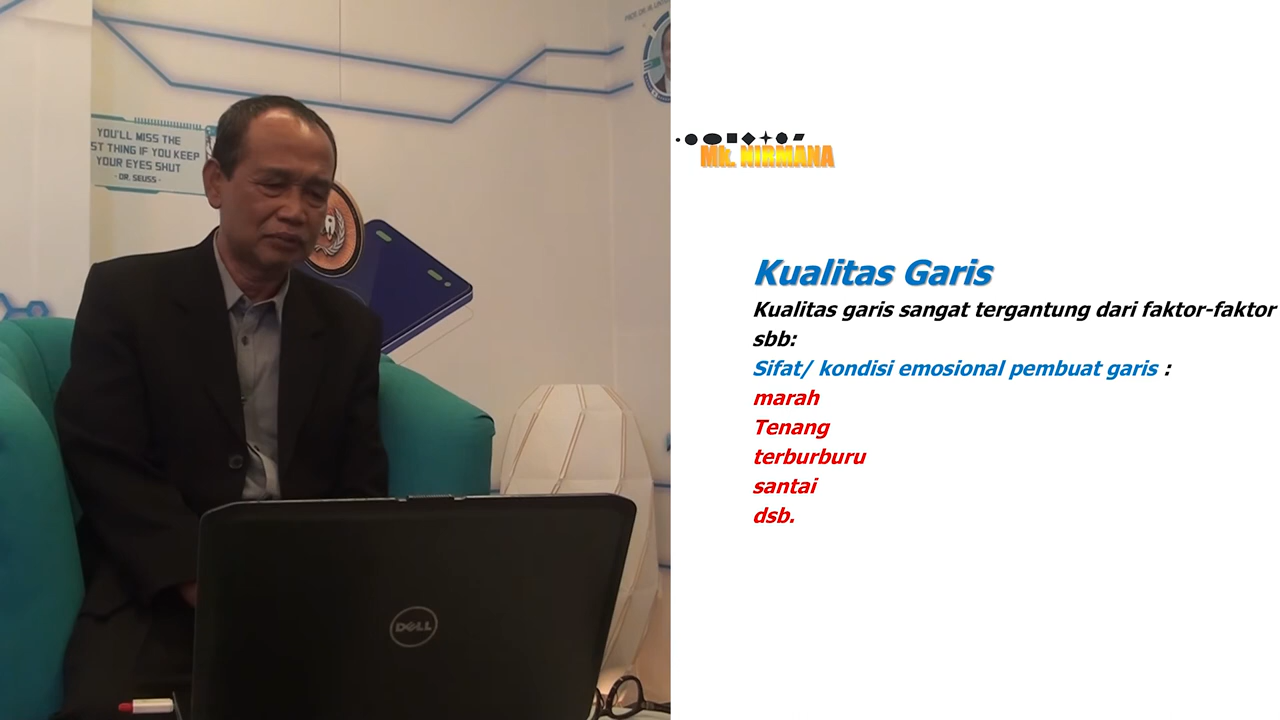 YOU'LL MISS THE
ST THING IF YOU KEEP
YOUR EYES SHUT
- DR. SEUSS -
DELL
Mk. NIRMANA
Kualitas Garis
Kualitas garis sangat tergantung dari faktor-faktor
sbb:
Sifat/ kondisi emosional pembuat garis :
marah
Tenang
terburburu
santai
dsb.